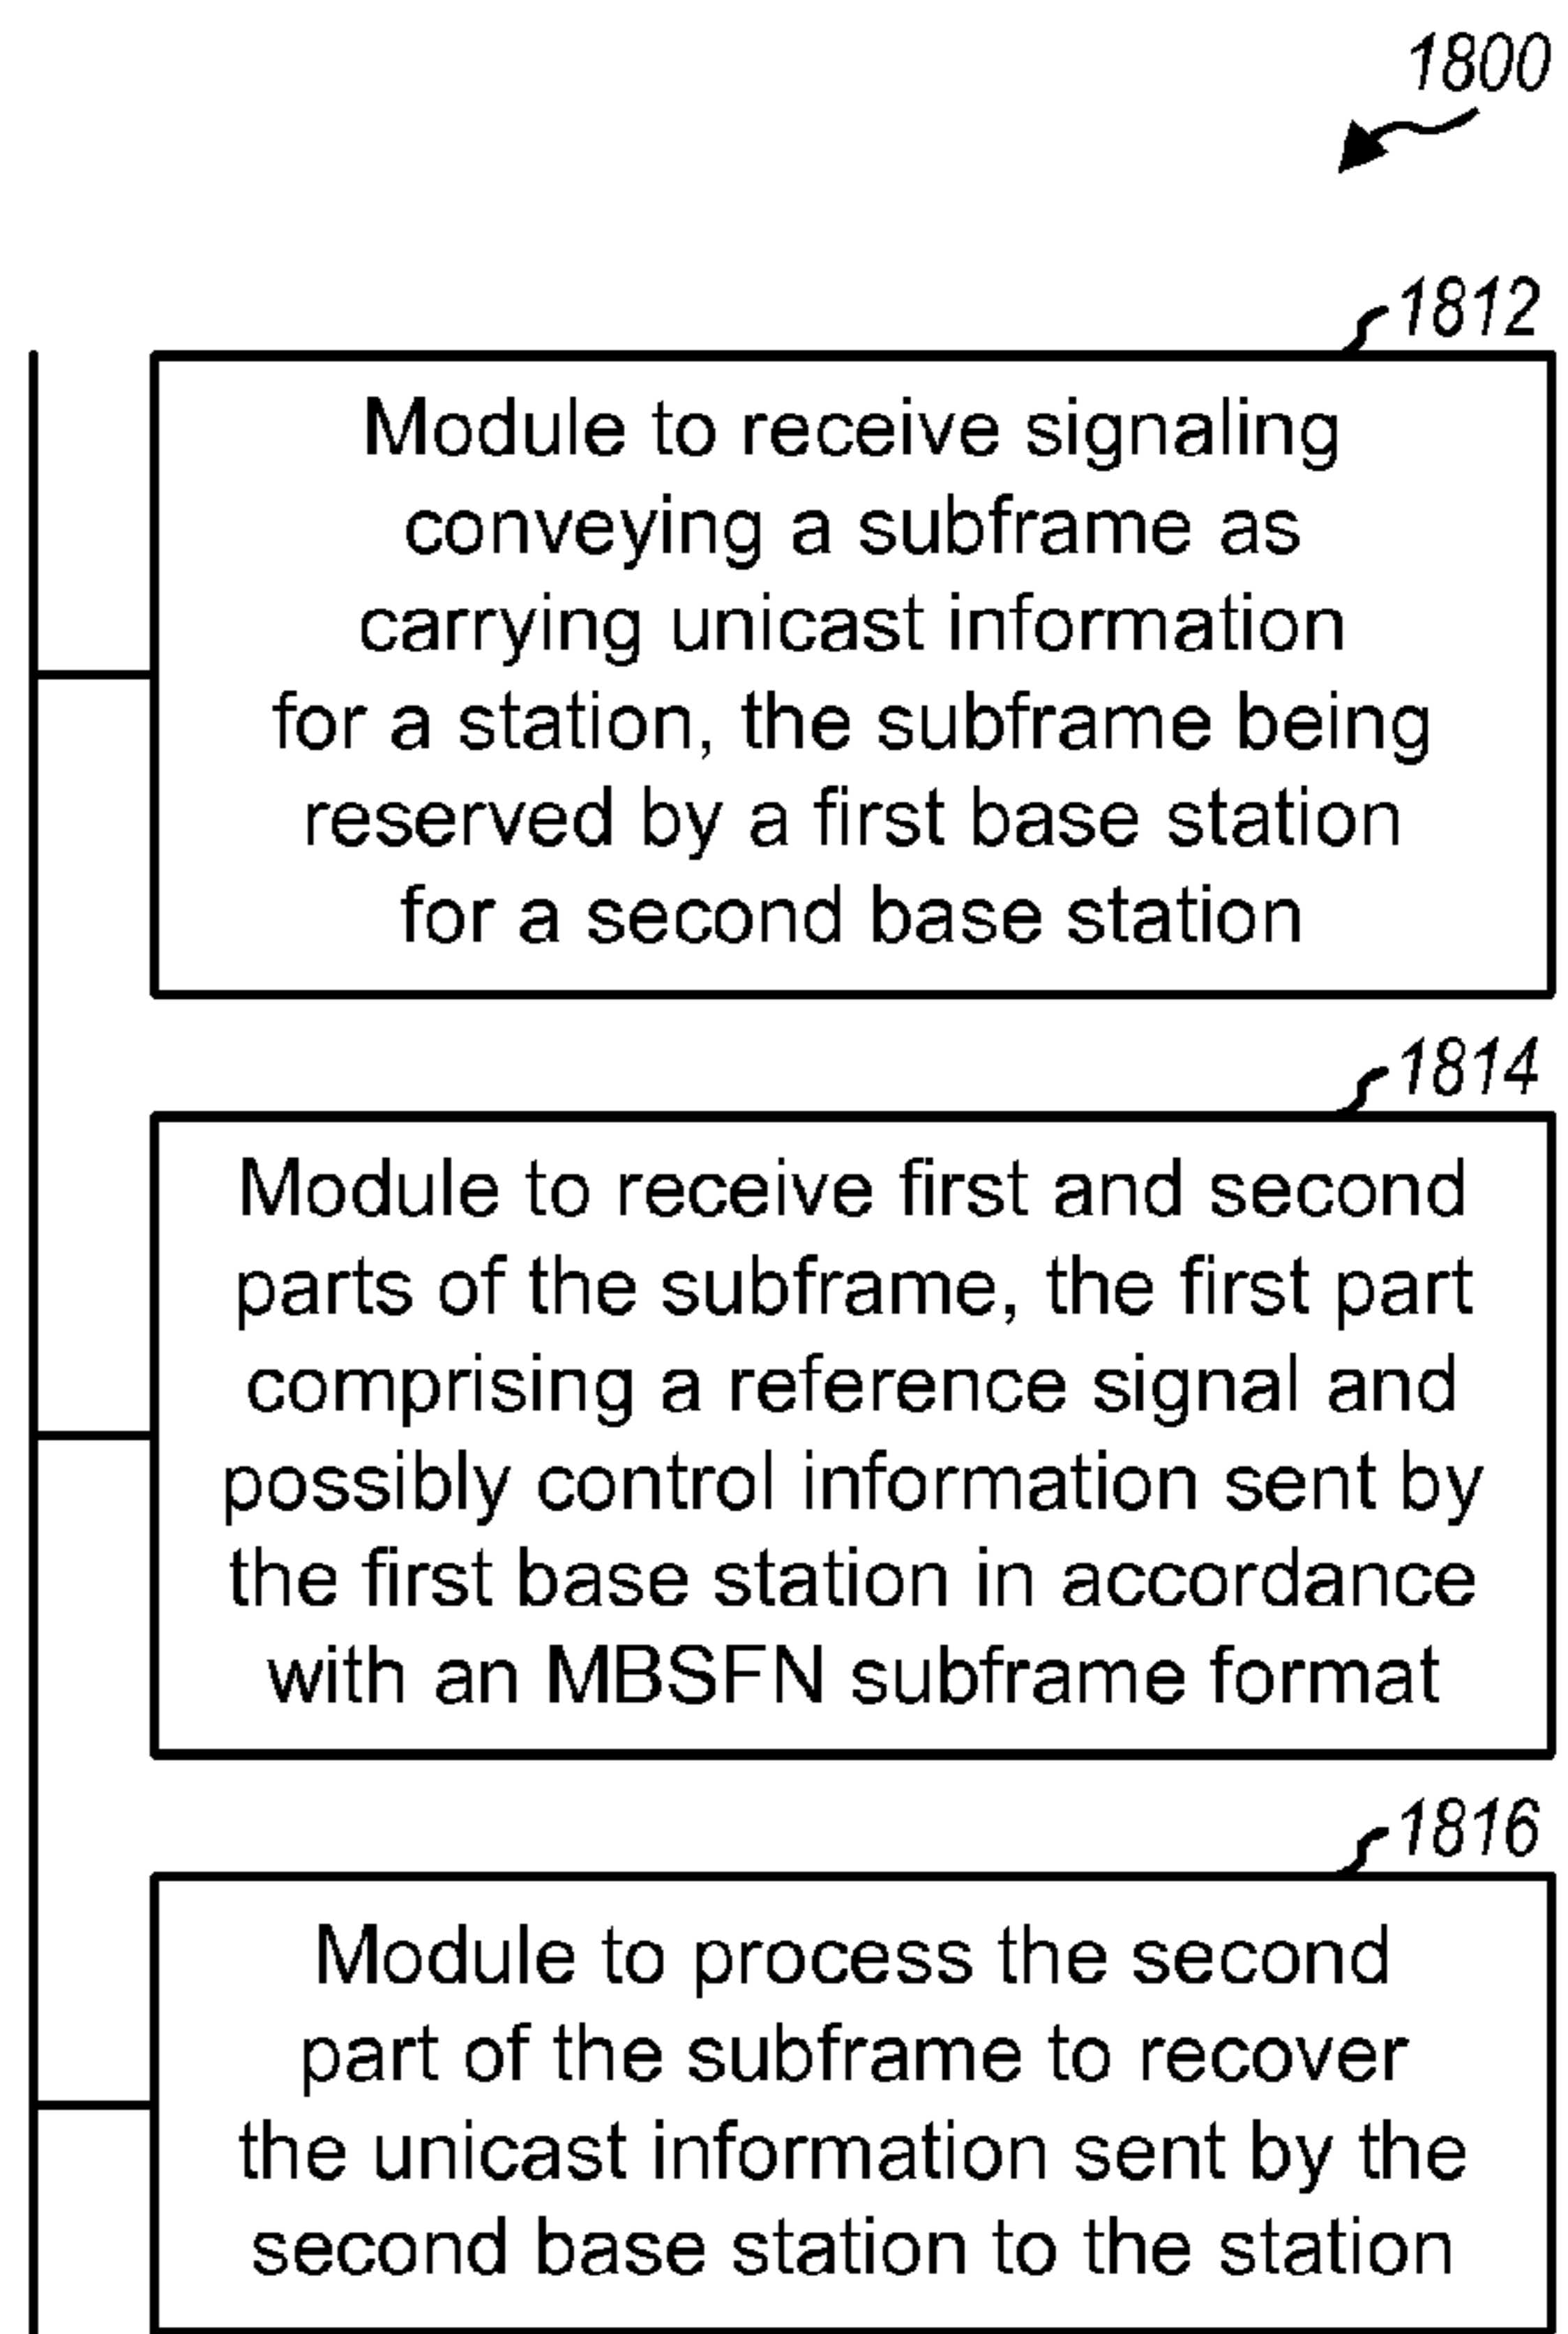 1800
1812
Module to receive signaling
conveying a subframe as
carrying unicast information
for a station, the subframe being
reserved by a first base station
for a second base station
1814
Module to receive first and second
parts of the subframe, the first part
comprising a reference signal and
possibly control information sent by
the first base station in accordance
with an MBSFN subframe format
1816
Module to process the second
part of the subframe to recover
the unicast information sent by the
second base station to the station